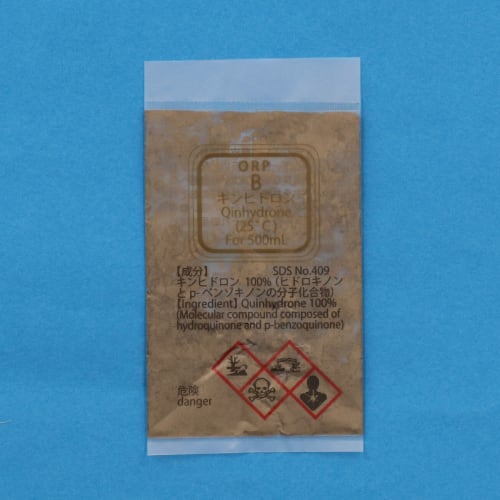 ORP
B
キンヒドロン
Qinhydrone
(25°C)
For 500mL
【成分】 SDS No.409
キンヒドロン 100%（ヒドロキノン
と p- ベンゾキノンの分子化合物）
【Ingredient】Quinhydrone 100%
(Molecular compound composed of
hydroquinone and p-benzoquinone)
危険
danger